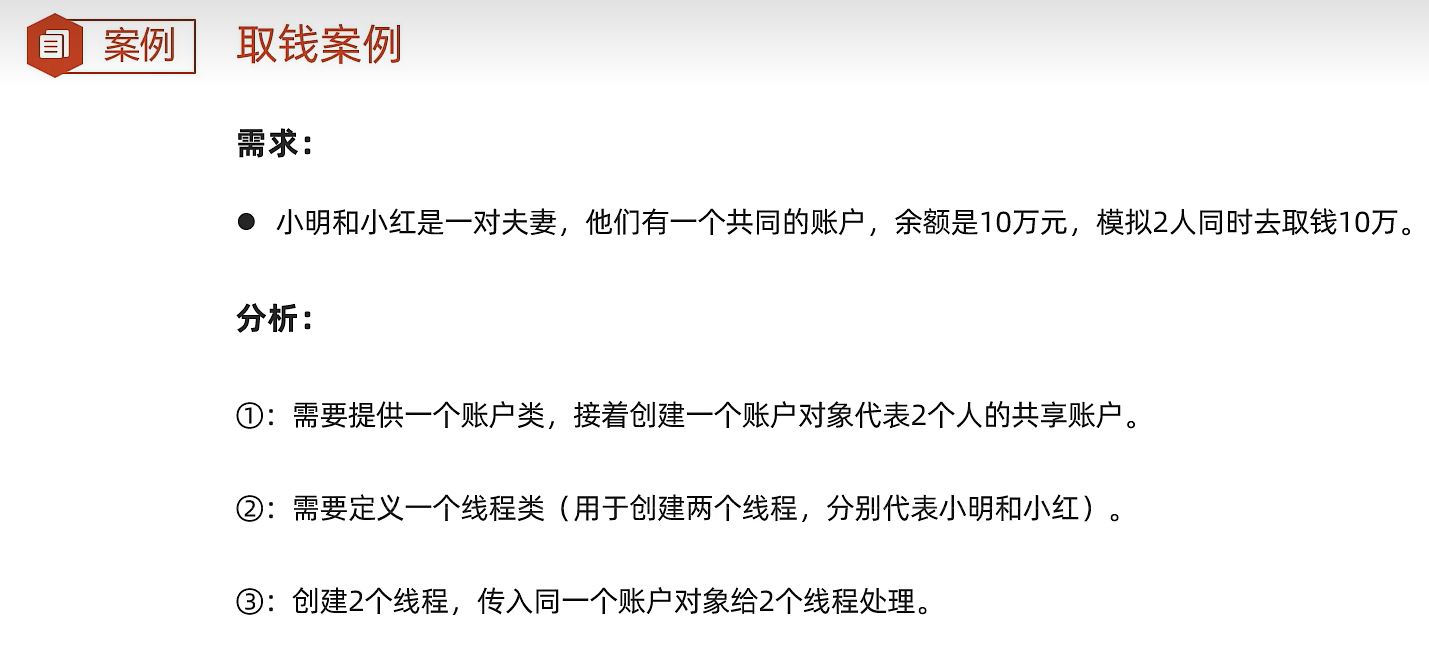 案例 取钱案例
需求：
● 小明和小红是一对夫妻，他们有一个共同的账户，余额是10万元，模拟2人同时去取钱10万。
分析：
①：需要提供一个账户类，接着创建一个账户对象代表2个人的共享账户。
②：需要定义一个线程类（用于创建两个线程，分别代表小明和小红）。
③：创建2个线程，传入同一个账户对象给2个线程处理。